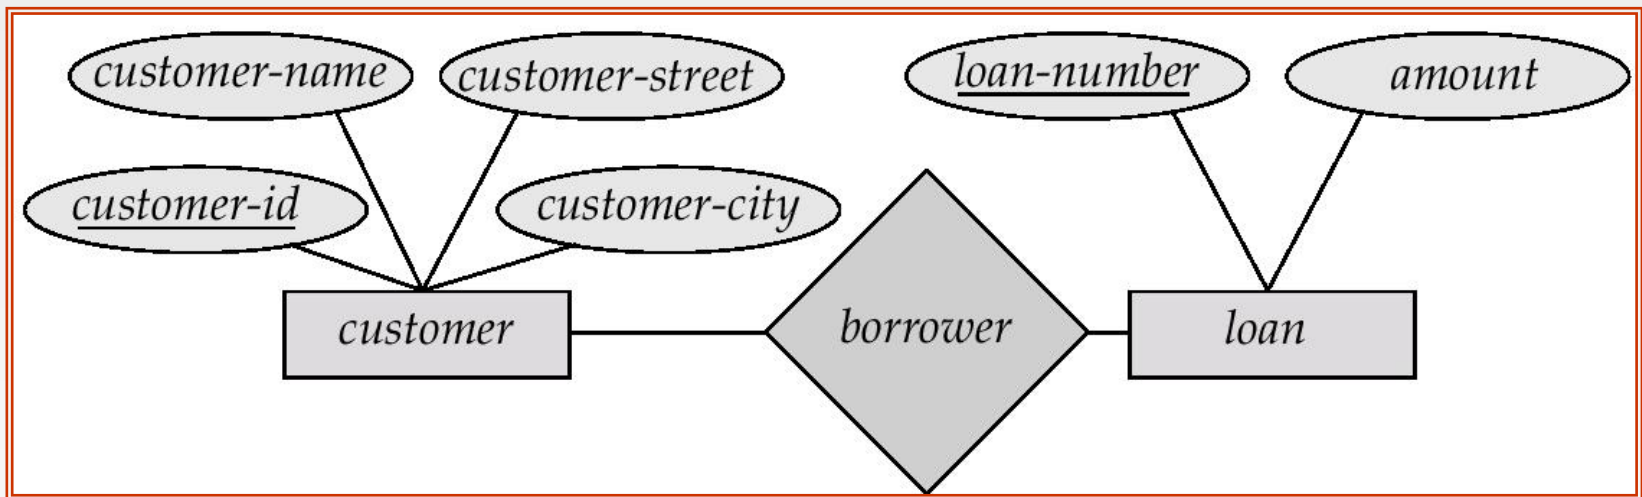 customer-name
customer-street
loan-number
amount
customer-id
customer-city
customer
borrower
loan